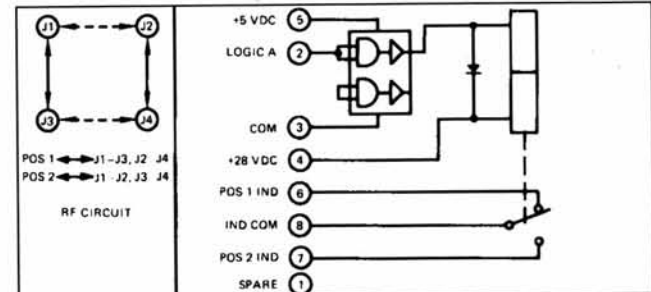 J1
J2
J3
J4
POS 1 J1-J3, J2 J4
POS 2 J1-J2, J3 J4
RF CIRCUIT
+5 VDC 5
LOGIC A 2
COM 3
+28 VDC 4
POS 1 IND 6
IND COM 8
POS 2 IND 7
SPARE 1